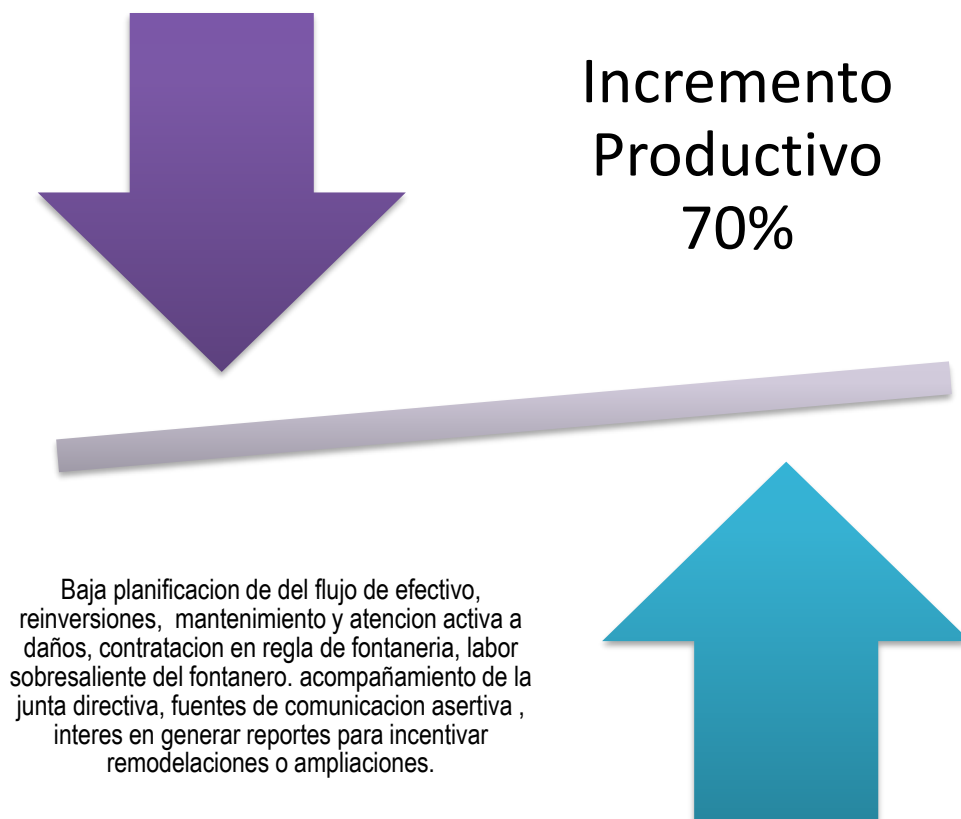 Incremento
Productivo
70%
Baja planificacion de del flujo de efectivo,
reinversiones, mantenimiento y atencion activa a
daños, contratacion en regla de fontaneria, labor
sobresaliente del fontanero. acompañamiento de la
junta directiva, fuentes de comunicacion asertiva ,
interes en generar reportes para incentivar
remodelaciones o ampliaciones.